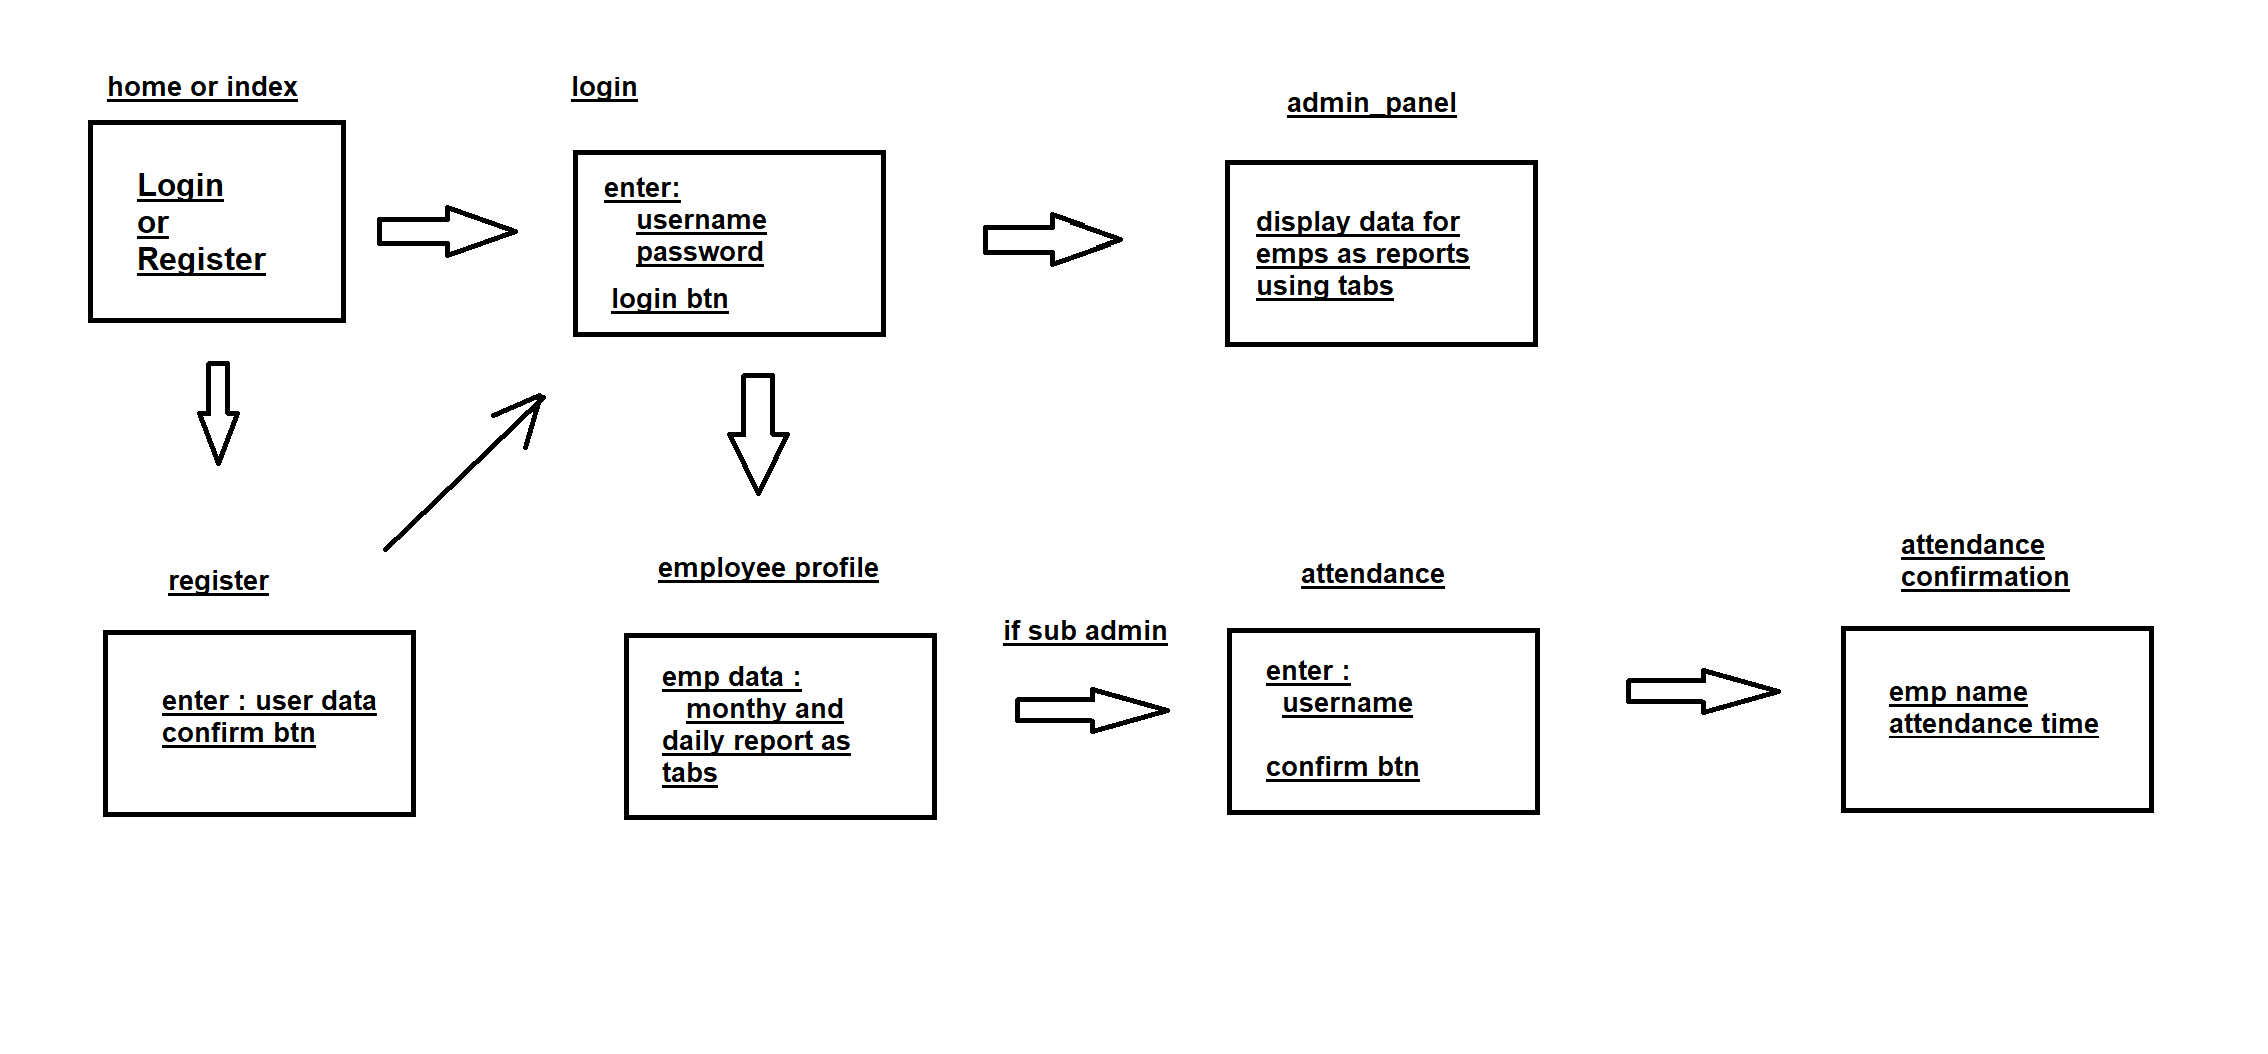 home or index
Login
or
Register
login
enter:
username
password
login btn
admin_panel
display data for
emps as reports
using tabs
register
enter : user data
confirm btn
employee profile
emp data :
monthy and
daily report as
tabs
if sub admin
attendance
enter :
username
confirm btn
attendance
confirmation
emp name
attendance time